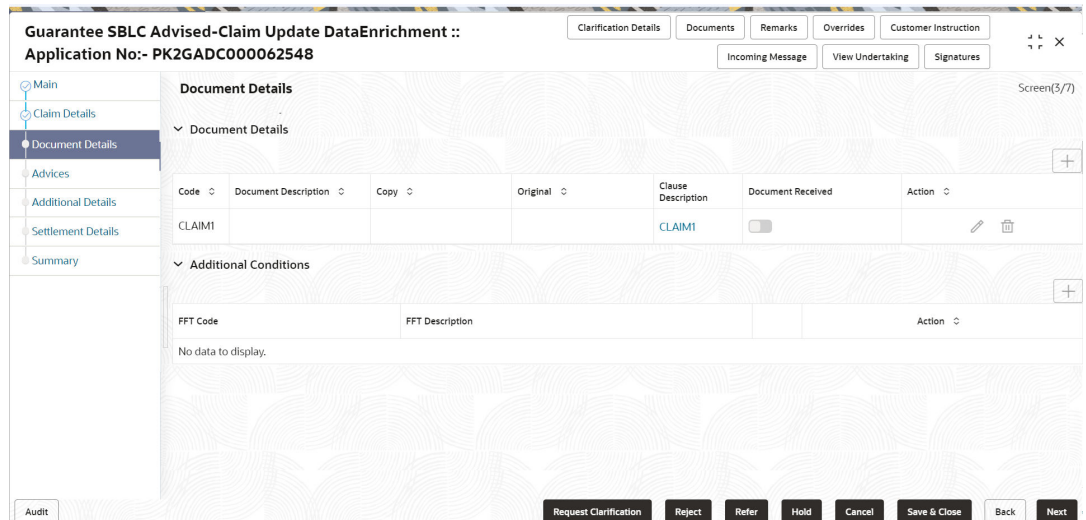 Guarantee SBLC Advised-Claim Update DataEnrichment ::
Application No:- PK2GADC000062548
Clarification Details
Documents
Remarks
Overrides
Customer Instruction
Incoming Message
View Undertaking
Signatures
Main
Claim Details
Document Details
Advices
Additional Details
Settlement Details
Summary
Document Details
Screen(3/7)
Document Details
Code Document Description Copy Original Clause Description Document Received Action
CLAIM1 CLAIM1
Additional Conditions
FFT Code FFT Description Action
No data to display.
Audit
Request Clarification
Reject
Refer
Hold
Cancel
Save & Close
Back
Next